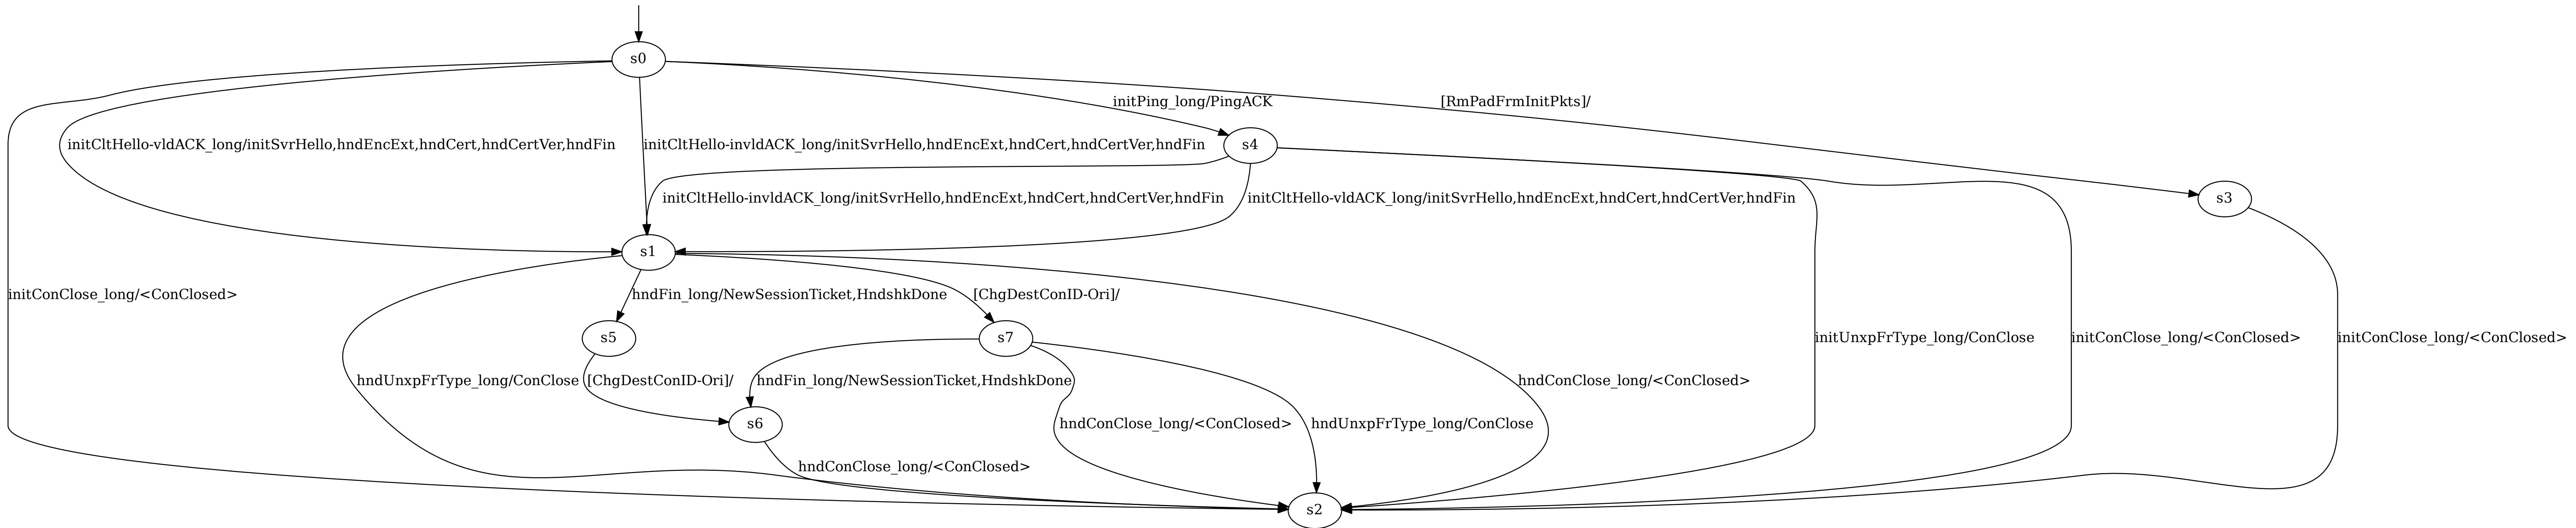 s0
initPing_long/PingACK
[RmPadFrmInitPkts]/
initCltHello-vldACK_long/initSvrHello,hndEncExt,hndCert,hndCertVer,hndFin
initCltHello-invldACK_long/initSvrHello,hndEncExt,hndCert,hndCertVer,hndFin
s4
initCltHello-invldACK_long/initSvrHello,hndEncExt,hndCert,hndCertVer,hndFin
initCltHello-vldACK_long/initSvrHello,hndEncExt,hndCert,hndCertVer,hndFin
s3
s1
initConClose_long/<ConClosed>
hndFin_long/NewSessionTicket,HndshkDone
[ChgDestConID-Ori]/
s5
s7
initUnxpFrType_long/ConClose
initConClose_long/<ConClosed>
initConClose_long/<ConClosed>
hndUnxpFrType_long/ConClose
[ChgDestConID-Ori]/
hndFin_long/NewSessionTicket,HndshkDone
hndConClose_long/<ConClosed>
s6
hndConClose_long/<ConClosed>
hndUnxpFrType_long/ConClose
hndConClose_long/<ConClosed>
s2